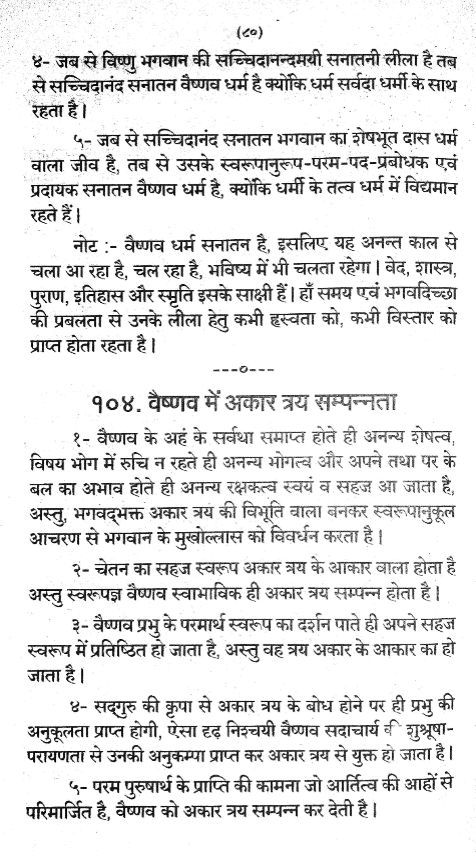 (८०)
४- जब से विष्णु भगवान की सच्चिदानन्दमयी सनातनी लीला है तब
से सच्चिदानंद सनातन वैष्णव धर्म है क्योंकि धर्म सर्वदा धर्मी के साथ
रहता है।
५- जब से सच्चिदानंद सनातन भगवान का शेषभूत दास धर्म
वाला जीव है, तब से उसके स्वरूपानुरूप-परम-पद-प्रबोधक एवं
प्रदायक सनातन वैष्णव धर्म है, क्योंकि धर्मी के तत्व धर्म में विद्यमान
रहते हैं।
नोट :- वैष्णव धर्म सनातन है, इसलिए यह अनन्त काल से
चला आ रहा है, चल रहा है, भविष्य में भी चलता रहेगा। वेद, शास्त्र,
पुराण, इतिहास और स्मृति इसके साक्षी हैं। हाँ समय एवं भगवदिच्छा
की प्रबलता से उनके लीला हेतु कभी हृस्वता को, कभी विस्तार को
प्राप्त होता रहता है।
---०---
१०४. वैष्णव में अकार त्रय सम्पन्नता
१- वैष्णव के अहं के सर्वथा समाप्त होते ही अनन्य शेषत्व,
विषय भोग में रुचि न रहते ही अनन्य भोगत्व और अपने तथा पर के
बल का अभाव होते ही अनन्य रक्षकत्व स्वयं व सहज आ जाता है,
अस्तु, भगवद्भक्त अकार त्रय की विभूति वाला बनकर स्वरूपानुकूल
आचरण से भगवान के मुखोल्लास को विवर्धन करता है।
२- चेतन का सहज स्वरूप अकार त्रय के आकार वाला होता है
अस्तु स्वरूपज्ञ वैष्णव स्वाभाविक ही अकार त्रय सम्पन्न होता है।
३- वैष्णव प्रभु के परमार्थ स्वरूप का दर्शन पाते ही अपने सहज
स्वरूप में प्रतिष्ठित हो जाता है, अस्तु वह त्रय अकार के आकार का हो
जाता है।
४- सद्गुरु की कृपा से अकार त्रय के बोध होने पर ही प्रभु की
अनुकूलता प्राप्त होगी, ऐसा दृढ़ निश्चयी वैष्णव सदाचार्य की शुश्रूषा-
परायणता से उनकी अनुकम्पा प्राप्त कर अकार त्रय से युक्त हो जाता है।
५- परम पुरुषार्थ के प्राप्ति की कामना जो आर्तित्व की आहों से
परिमार्जित है, वैष्णव को अकार त्रय सम्पन्न कर देती है।